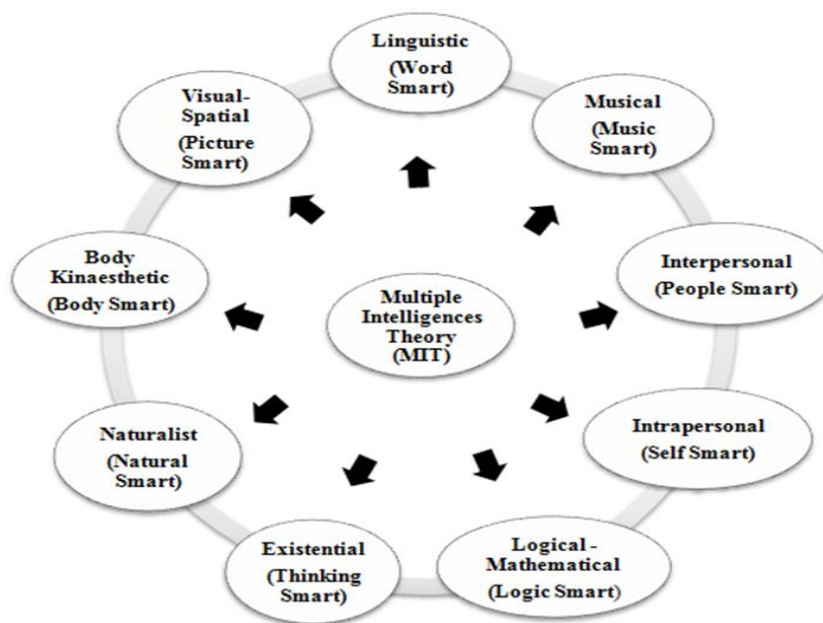 Linguistic
(Word
Smart)
Musical
(Music
Smart)
Interpersonal
(People Smart)
Intrapersonal
(Self Smart)
Logical -
Mathematical
(Logic Smart)
Existential
(Thinking
Smart)
Naturalist
(Natural
Smart)
Body
Kinaesthetic
(Body Smart)
Visual-
Spatial
(Picture
Smart)
Multiple
Intelligences
Theory
(MIT)